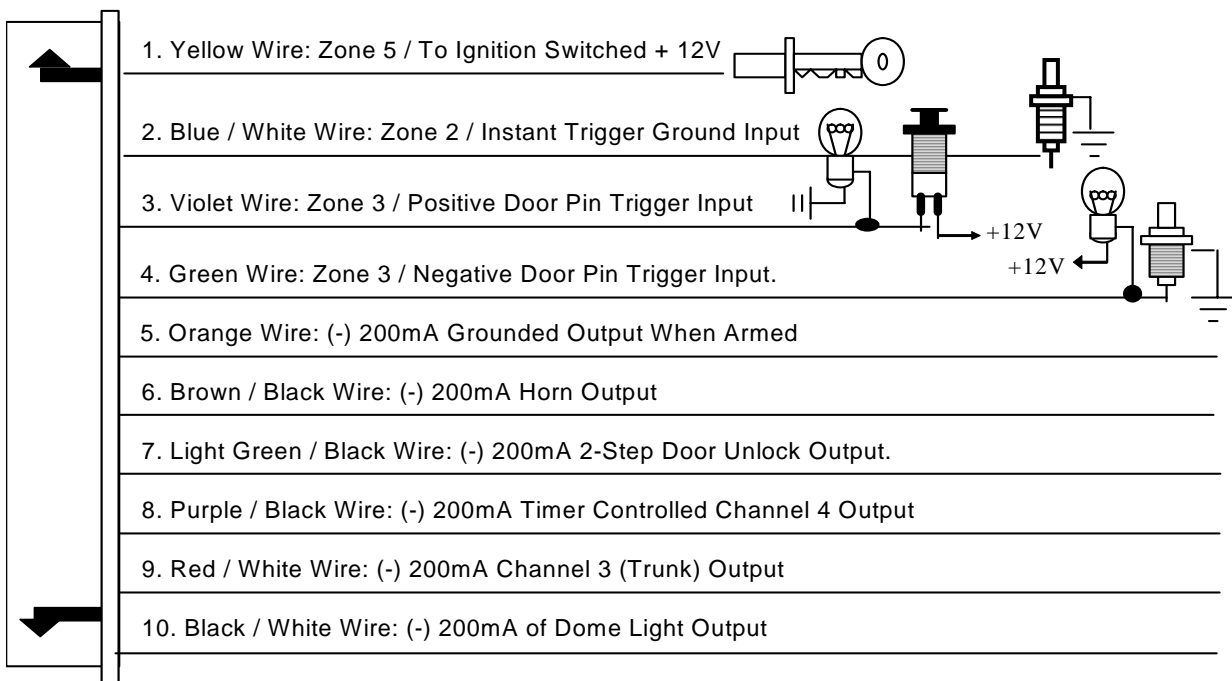 1. Yellow Wire: Zone 5 / To Ignition Switched + 12V
2. Blue / White Wire: Zone 2 / Instant Trigger Ground Input
3. Violet Wire: Zone 3 / Positive Door Pin Trigger Input
+12V
+12V
4. Green Wire: Zone 3 / Negative Door Pin Trigger Input.
5. Orange Wire: (-) 200mA Grounded Output When Armed
6. Brown / Black Wire: (-) 200mA Horn Output
7. Light Green / Black Wire: (-) 200mA 2-Step Door Unlock Output.
8. Purple / Black Wire: (-) 200mA Timer Controlled Channel 4 Output
9. Red / White Wire: (-) 200mA Channel 3 (Trunk) Output
10. Black / White Wire: (-) 200mA of Dome Light Output